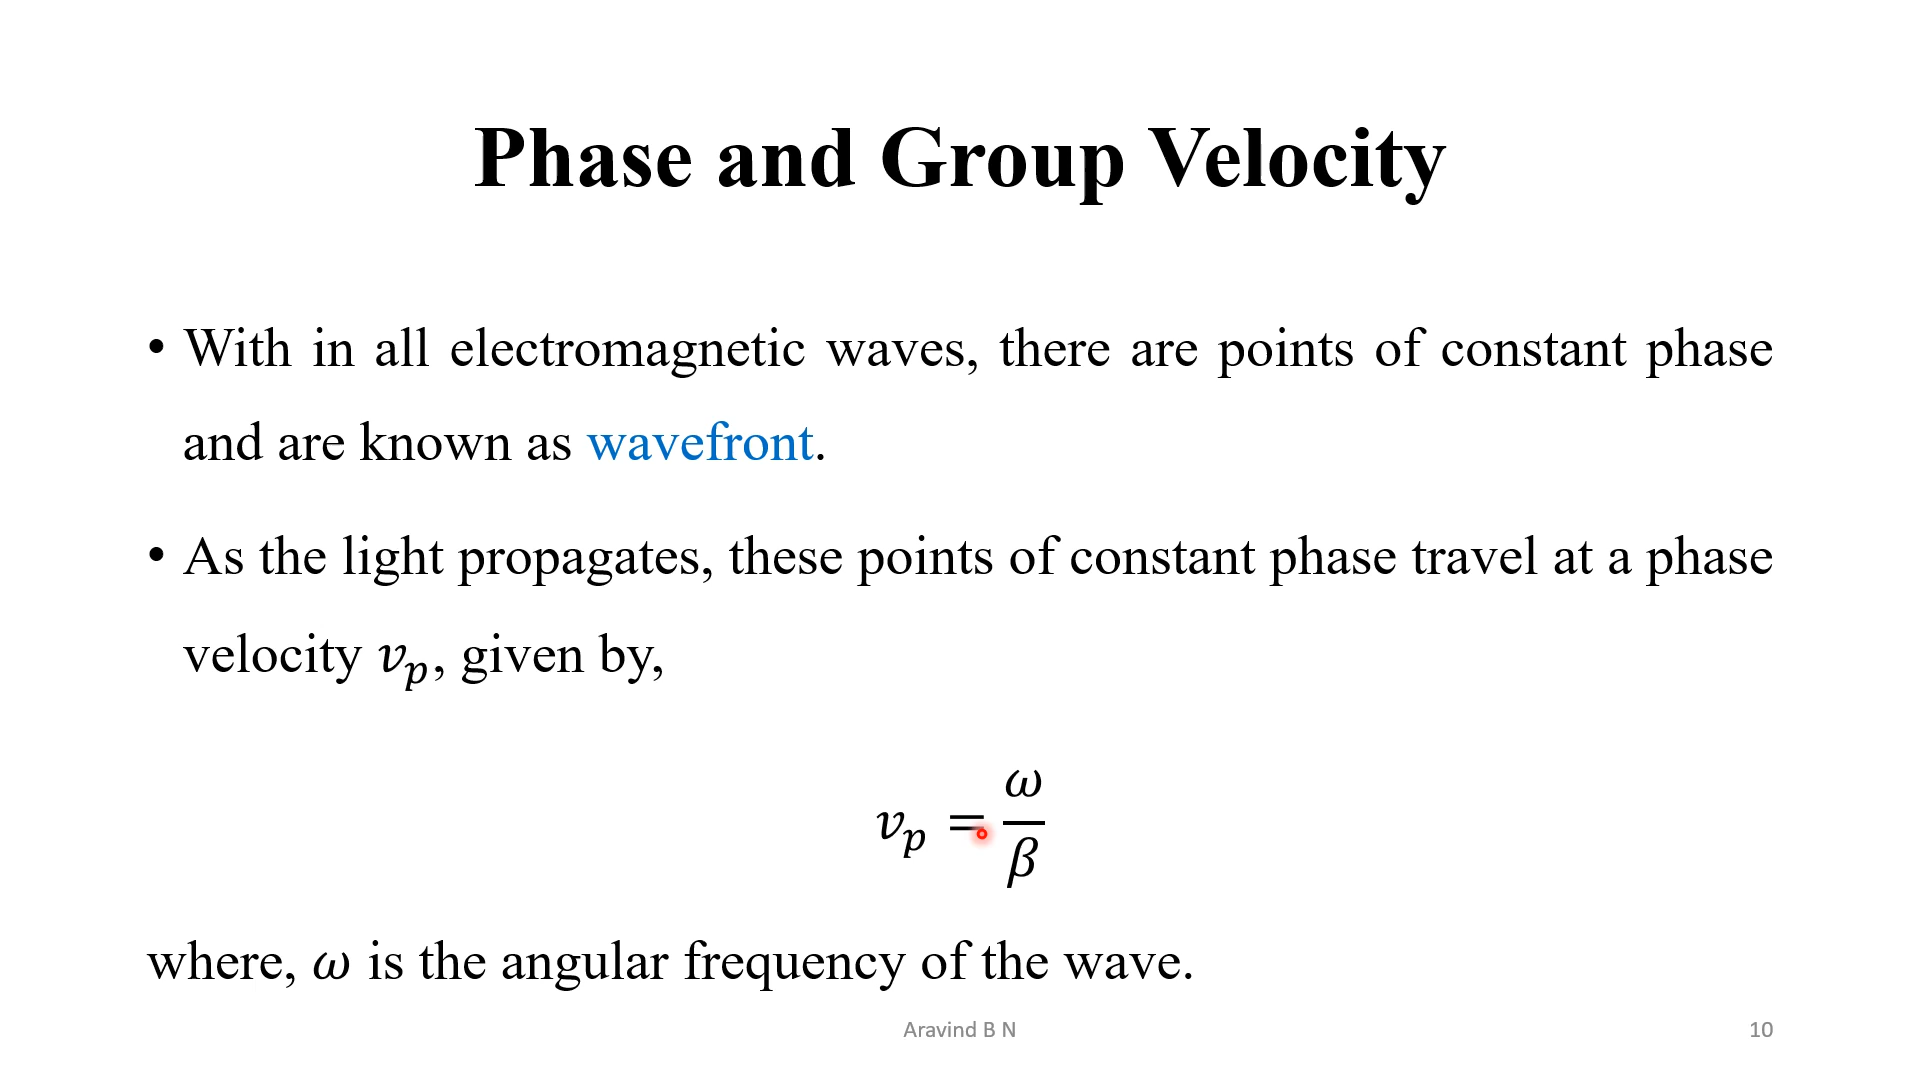 Phase and Group Velocity
• With in all electromagnetic waves, there are points of constant phase
and are known as wavefront.
• As the light propagates, these points of constant phase travel at a phase
velocity 𝑣ₚ, given by,
𝑣ₚ = ω/β
where, ω is the angular frequency of the wave.
Aravind B N
10